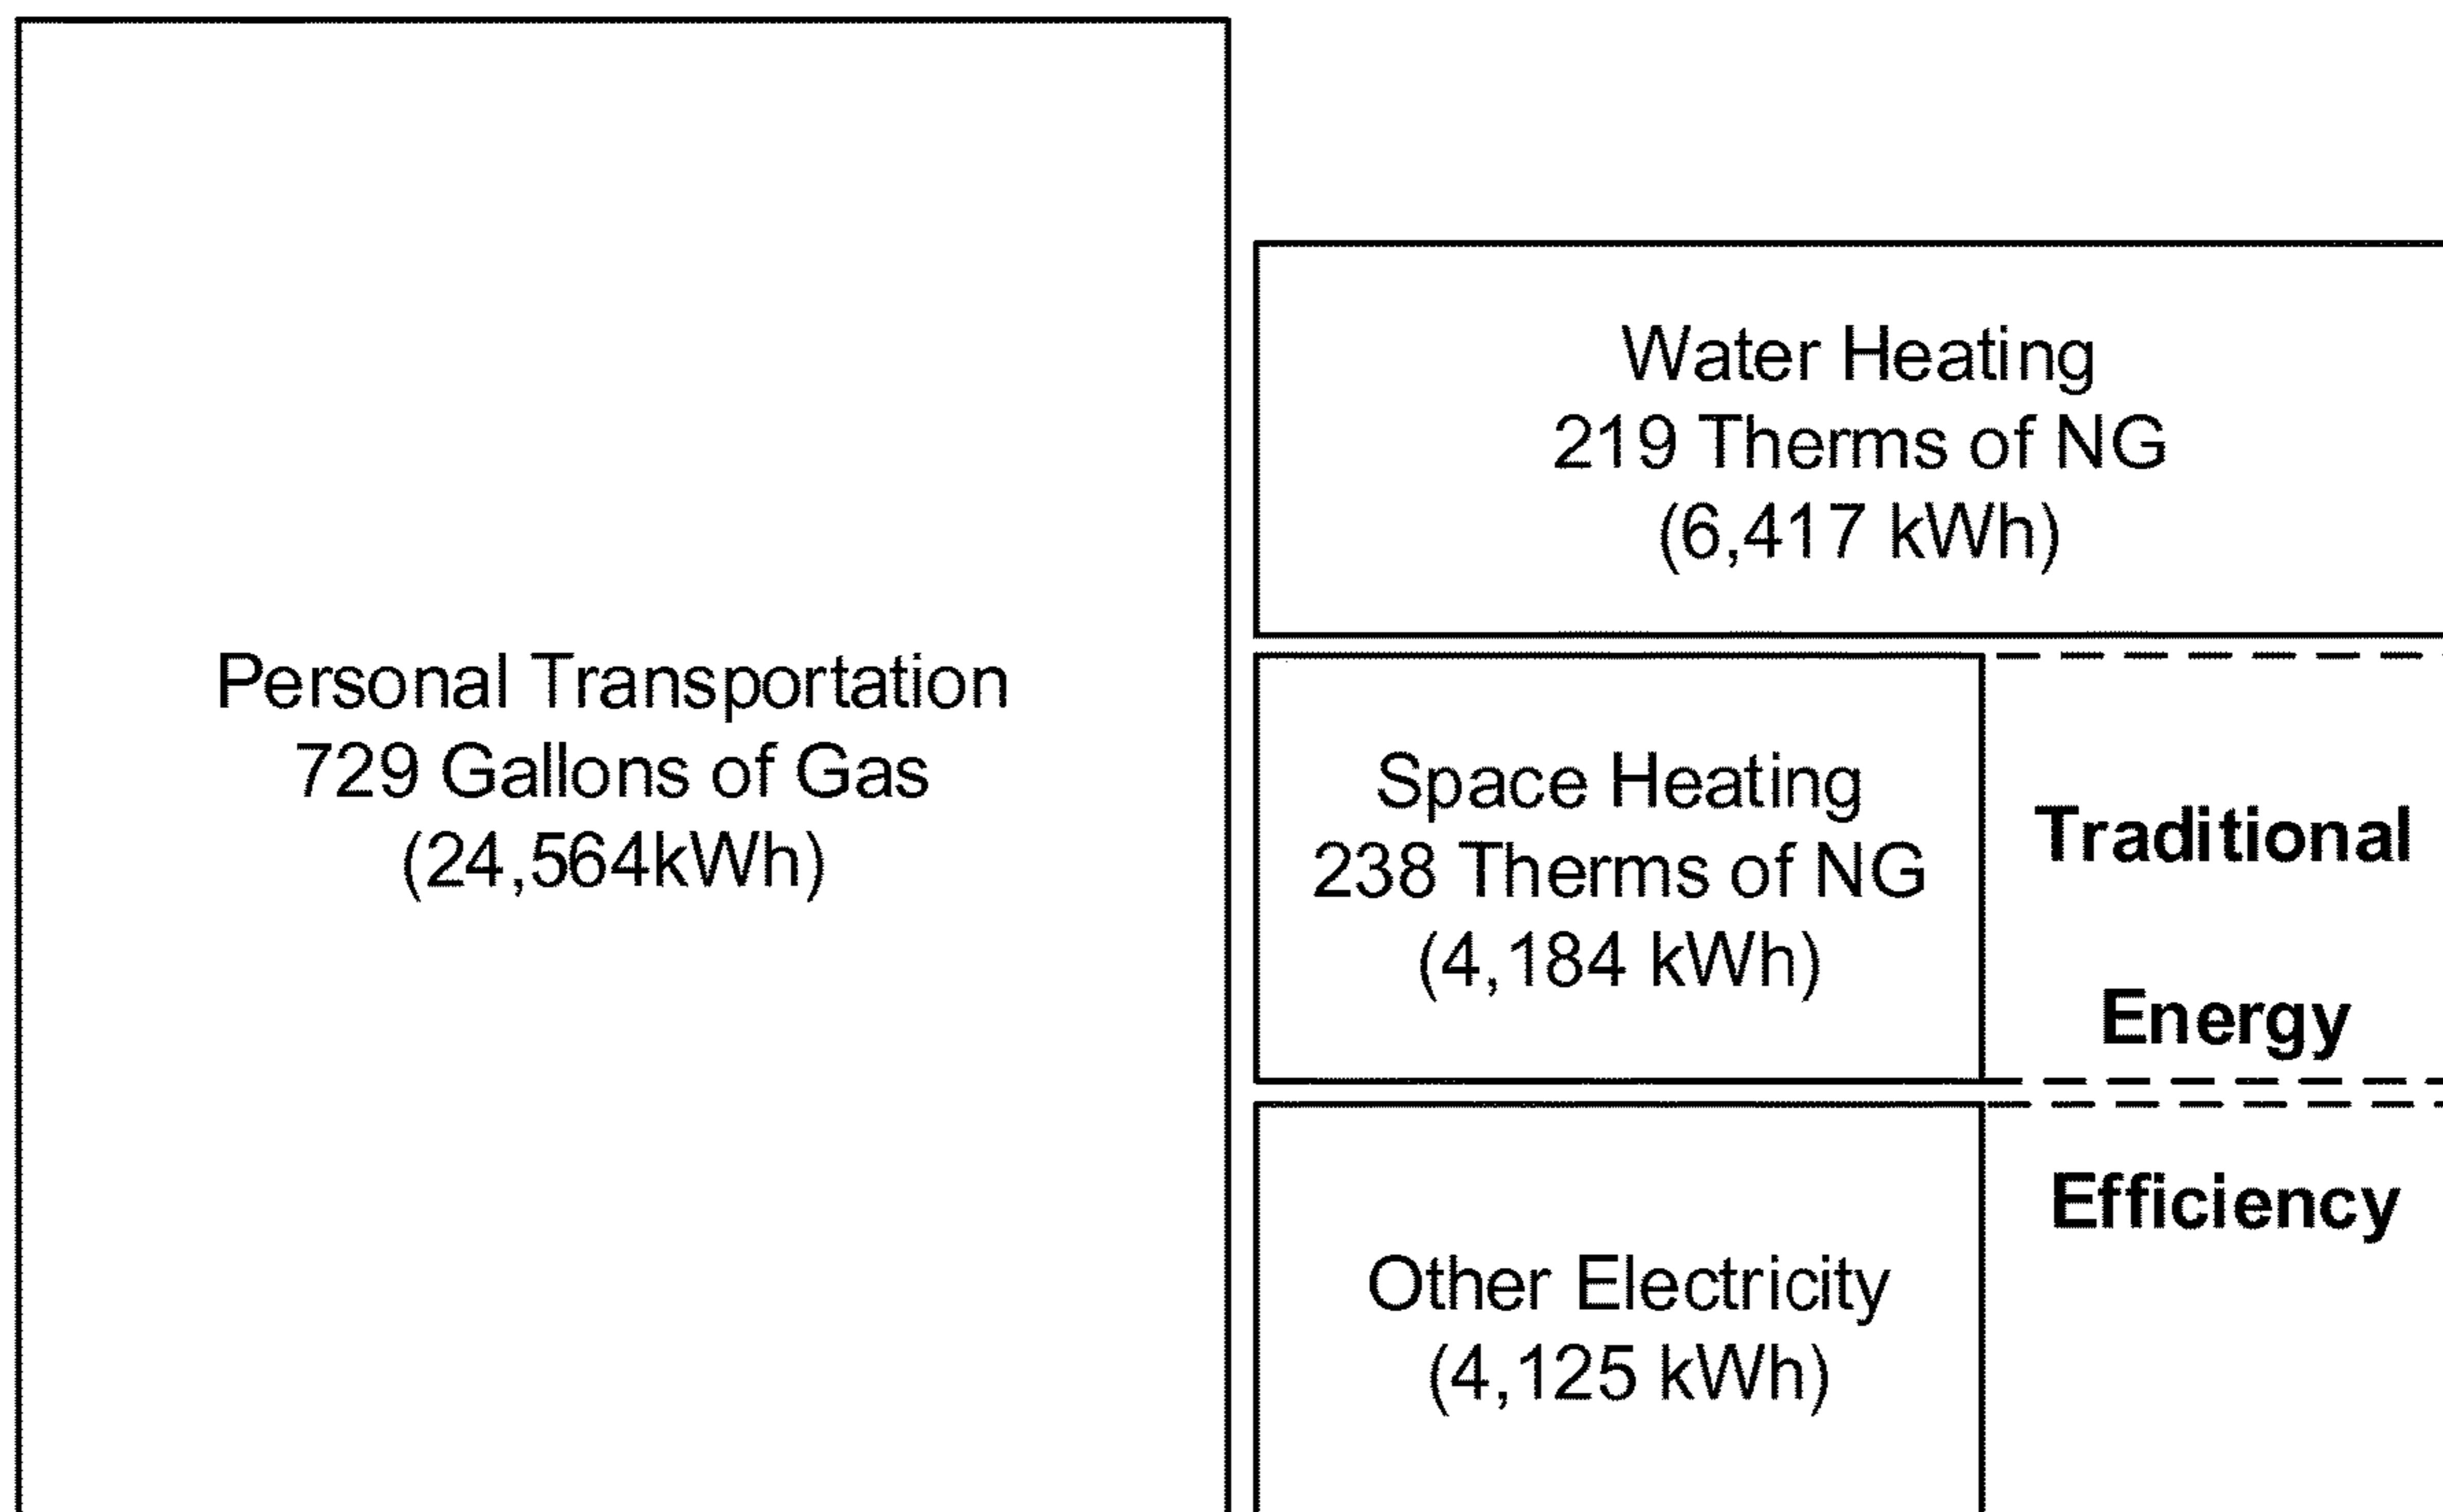 Personal Transportation
729 Gallons of Gas
(24,564kWh)
Water Heating
219 Therms of NG
(6,417 kWh)
Space Heating
238 Therms of NG
(4,184 kWh)
Traditional
Energy
Efficiency
Other Electricity
(4,125 kWh)